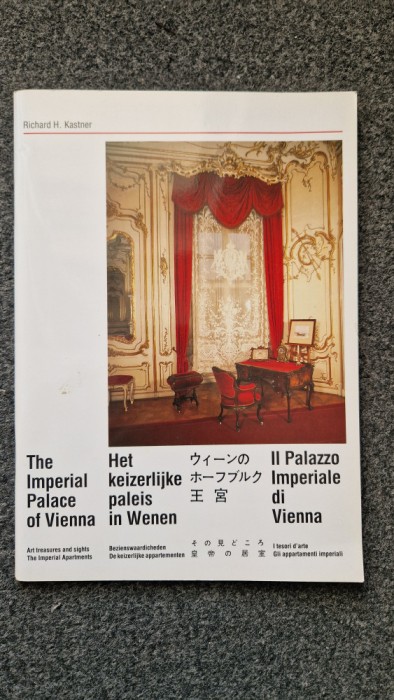 Richard H. Kastner
The
Imperial
Palace
of Vienna
Art treasures and sights
The Imperial Apartments
Het
keizerlijke
paleis
in Wenen
Bezienswaardicheden
De keizerlijke appartementen
ウィーンの
ホーフブルク
王宮
その見どころ
皇帝の居室
Il Palazzo
Imperiale
di
Vienna
I tesori d'arte
Gli appartamenti imperiali